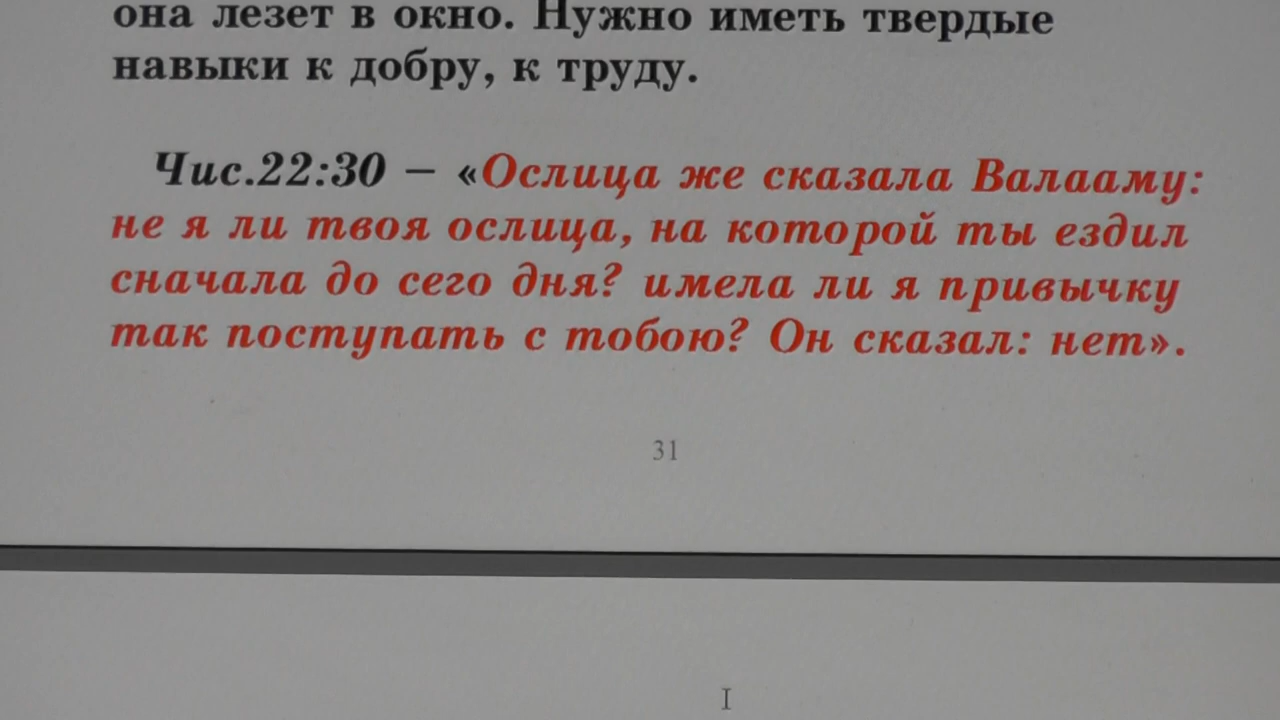 она лезет в окно. Нужно иметь твердые
навыки к добру, к труду.
Чис.22:30 – «Ослица же сказала Валааму:
не я ли твоя ослица, на которой ты ездил
сначала до сего дня? имела ли я привычку
так поступать с тобою? Он сказал: нет».
31
I